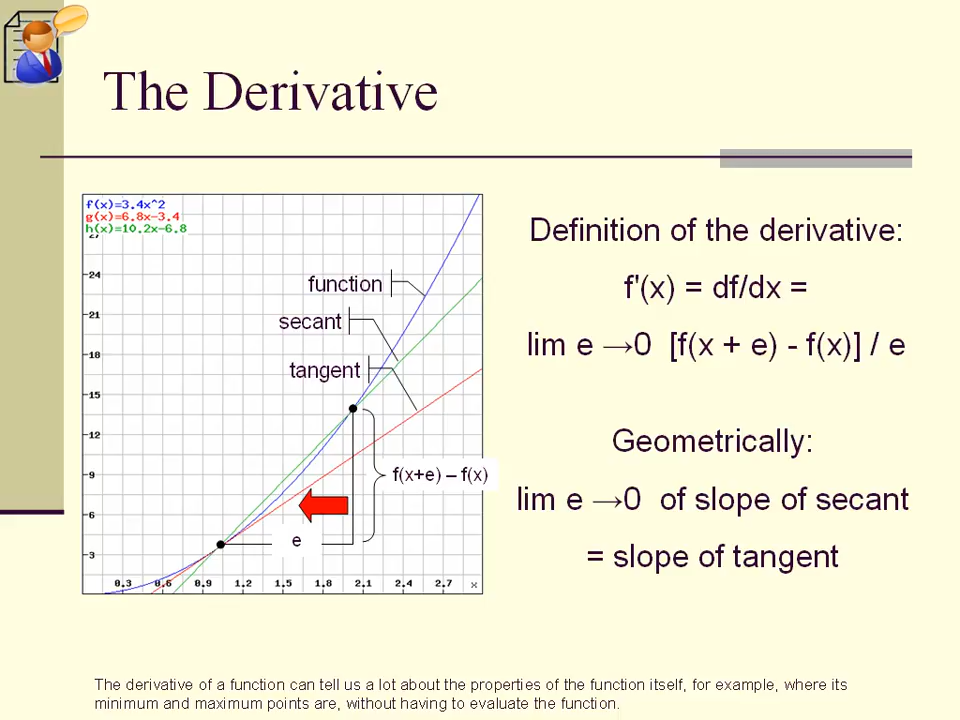 The Derivative
f(x)=3.4x^2
g(x)=6.8x-3.4
h(x)=10.2x-6.8
27
24
21
18
15
12
9
6
3
0.3 0.6 0.9 1.2 1.5 1.8 2.1 2.4 2.7 x
function
secant
tangent
f(x+e) – f(x)
e
Definition of the derivative:
f'(x) = df/dx =
lim e →0 [f(x + e) - f(x)] / e
Geometrically:
lim e →0 of slope of secant
= slope of tangent
The derivative of a function can tell us a lot about the properties of the function itself, for example, where its
minimum and maximum points are, without having to evaluate the function.